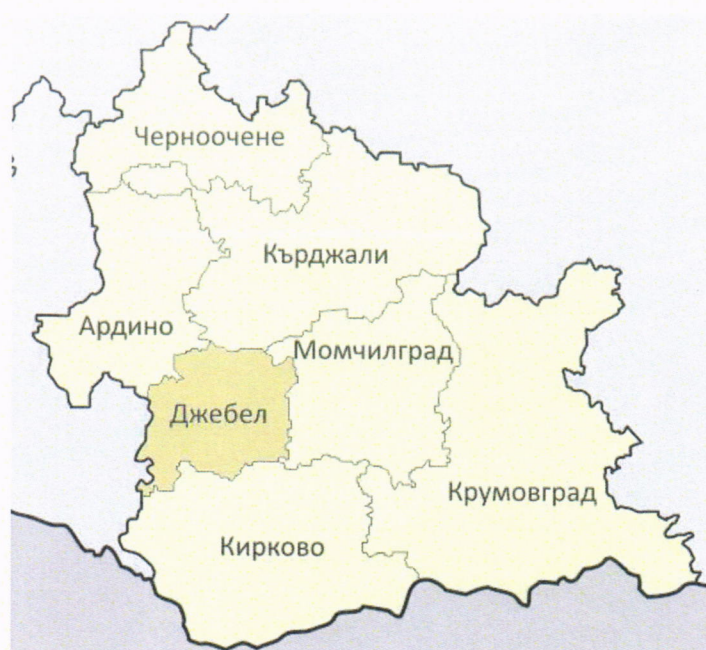 Черноочене
Кърджали
Ардино
Момчилград
Джебел
Крумовград
Кирково